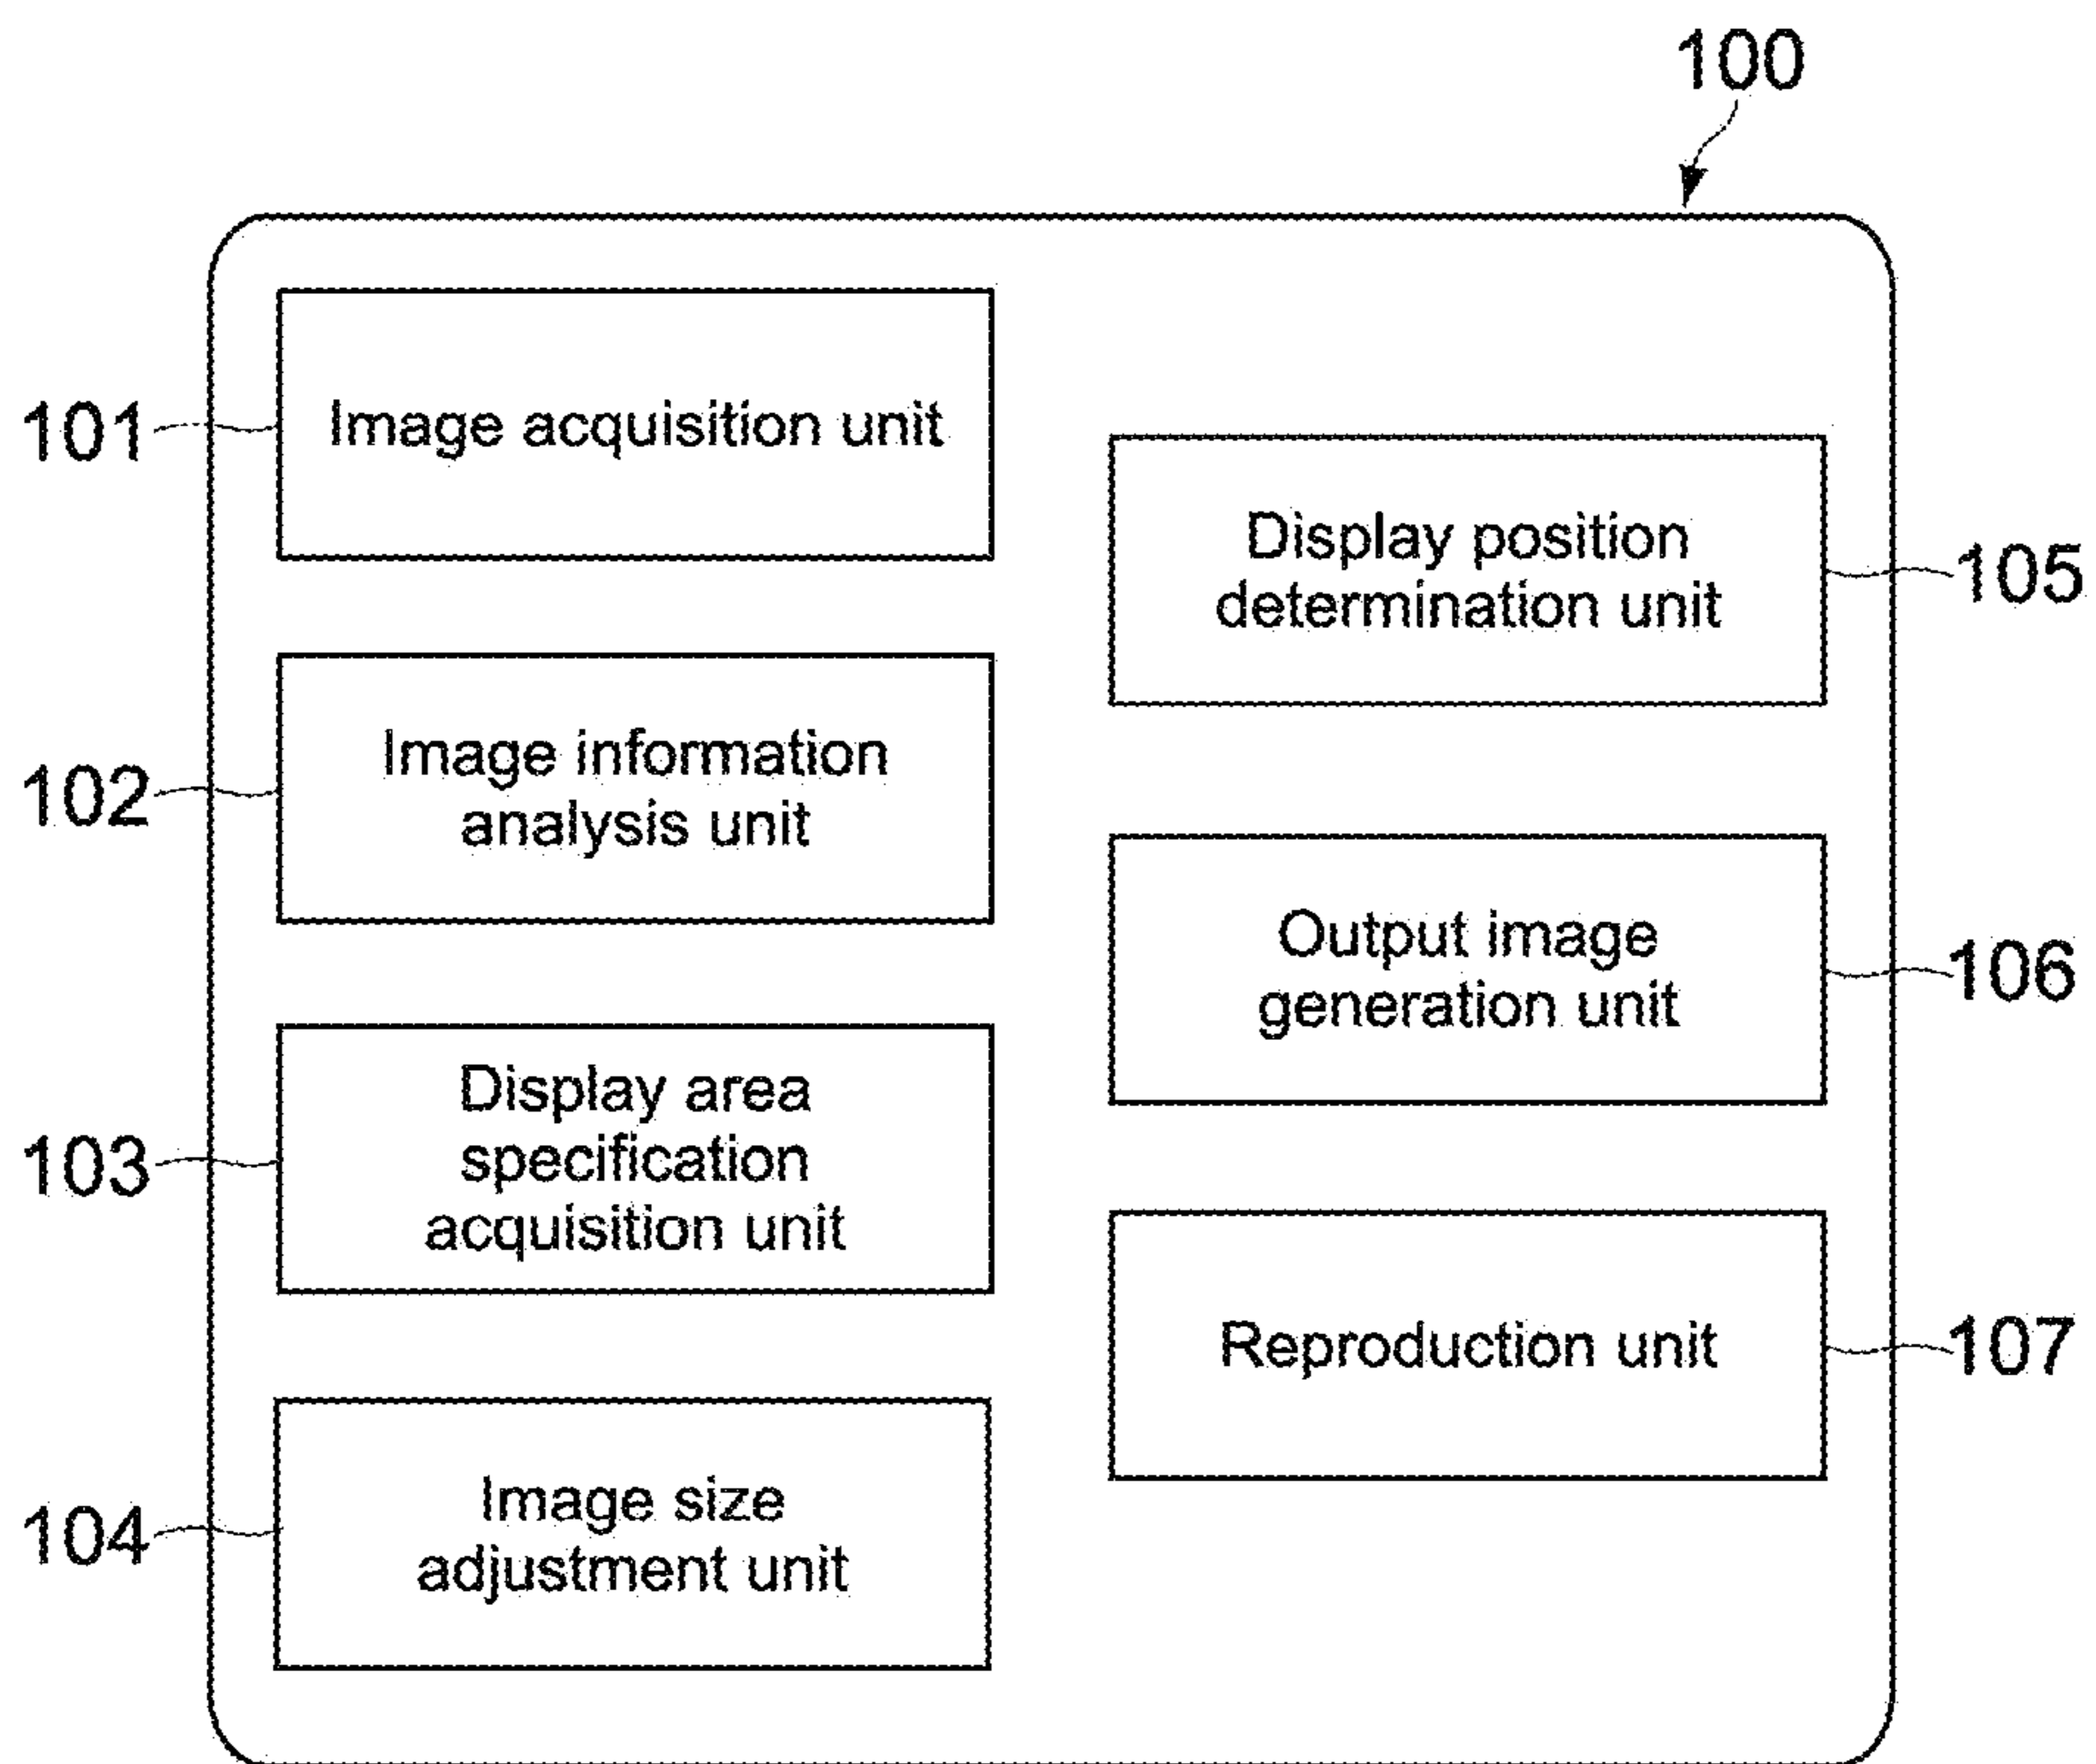 100
101
Image acquisition unit
102
Image information
analysis unit
103
Display area
specification
acquisition unit
104
Image size
adjustment unit
Display position
determination unit
105
Output image
generation unit
106
Reproduction unit
107